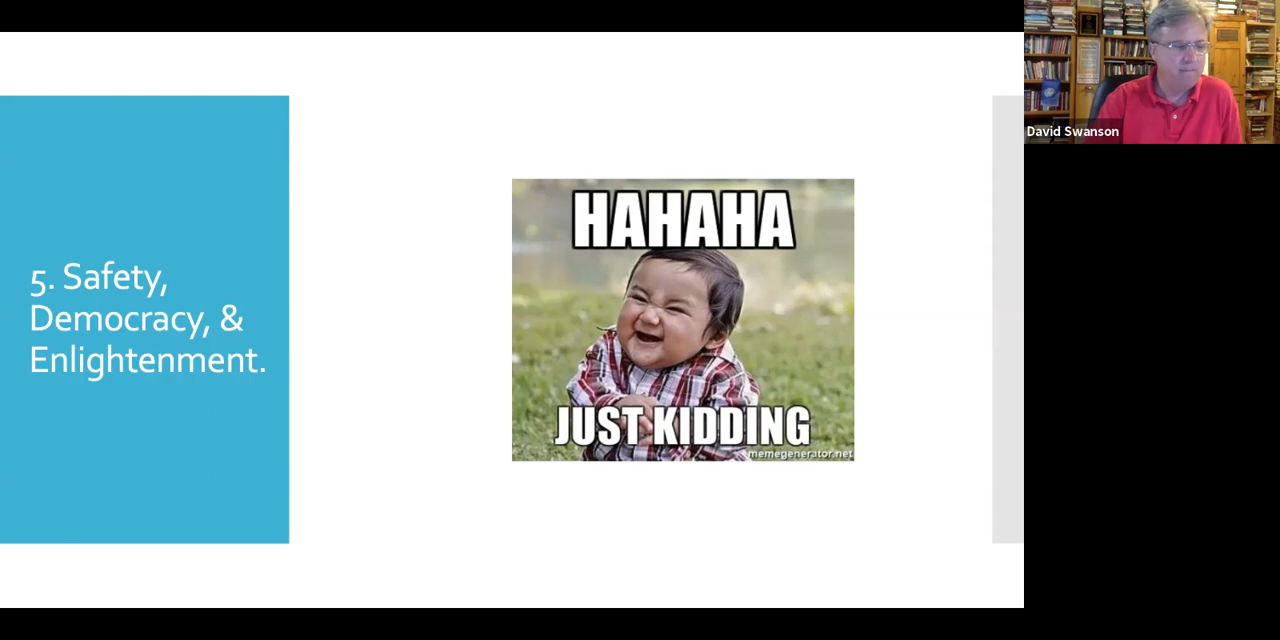 5. Safety,
Democracy, &
Enlightenment.
HAHAHA
JUST KIDDING
memegenerator.net
David Swanson